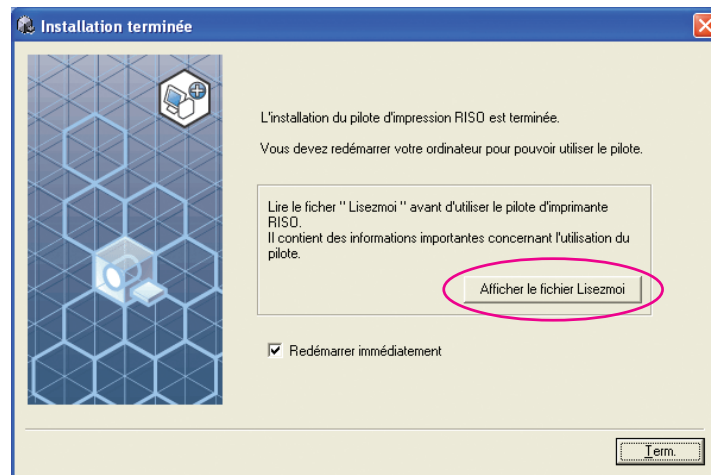 Installation terminée
L'installation du pilote d'impression RISO est terminée.
Vous devez redémarrer votre ordinateur pour pouvoir utiliser le pilote.
Lire le ficher " Lisezmoi " avant d'utiliser le pilote d'imprimante
RISO.
Il contient des informations importantes concernant l'utilisation du
pilote.
Afficher le fichier Lisezmoi
Redémarrer immédiatement
Term.